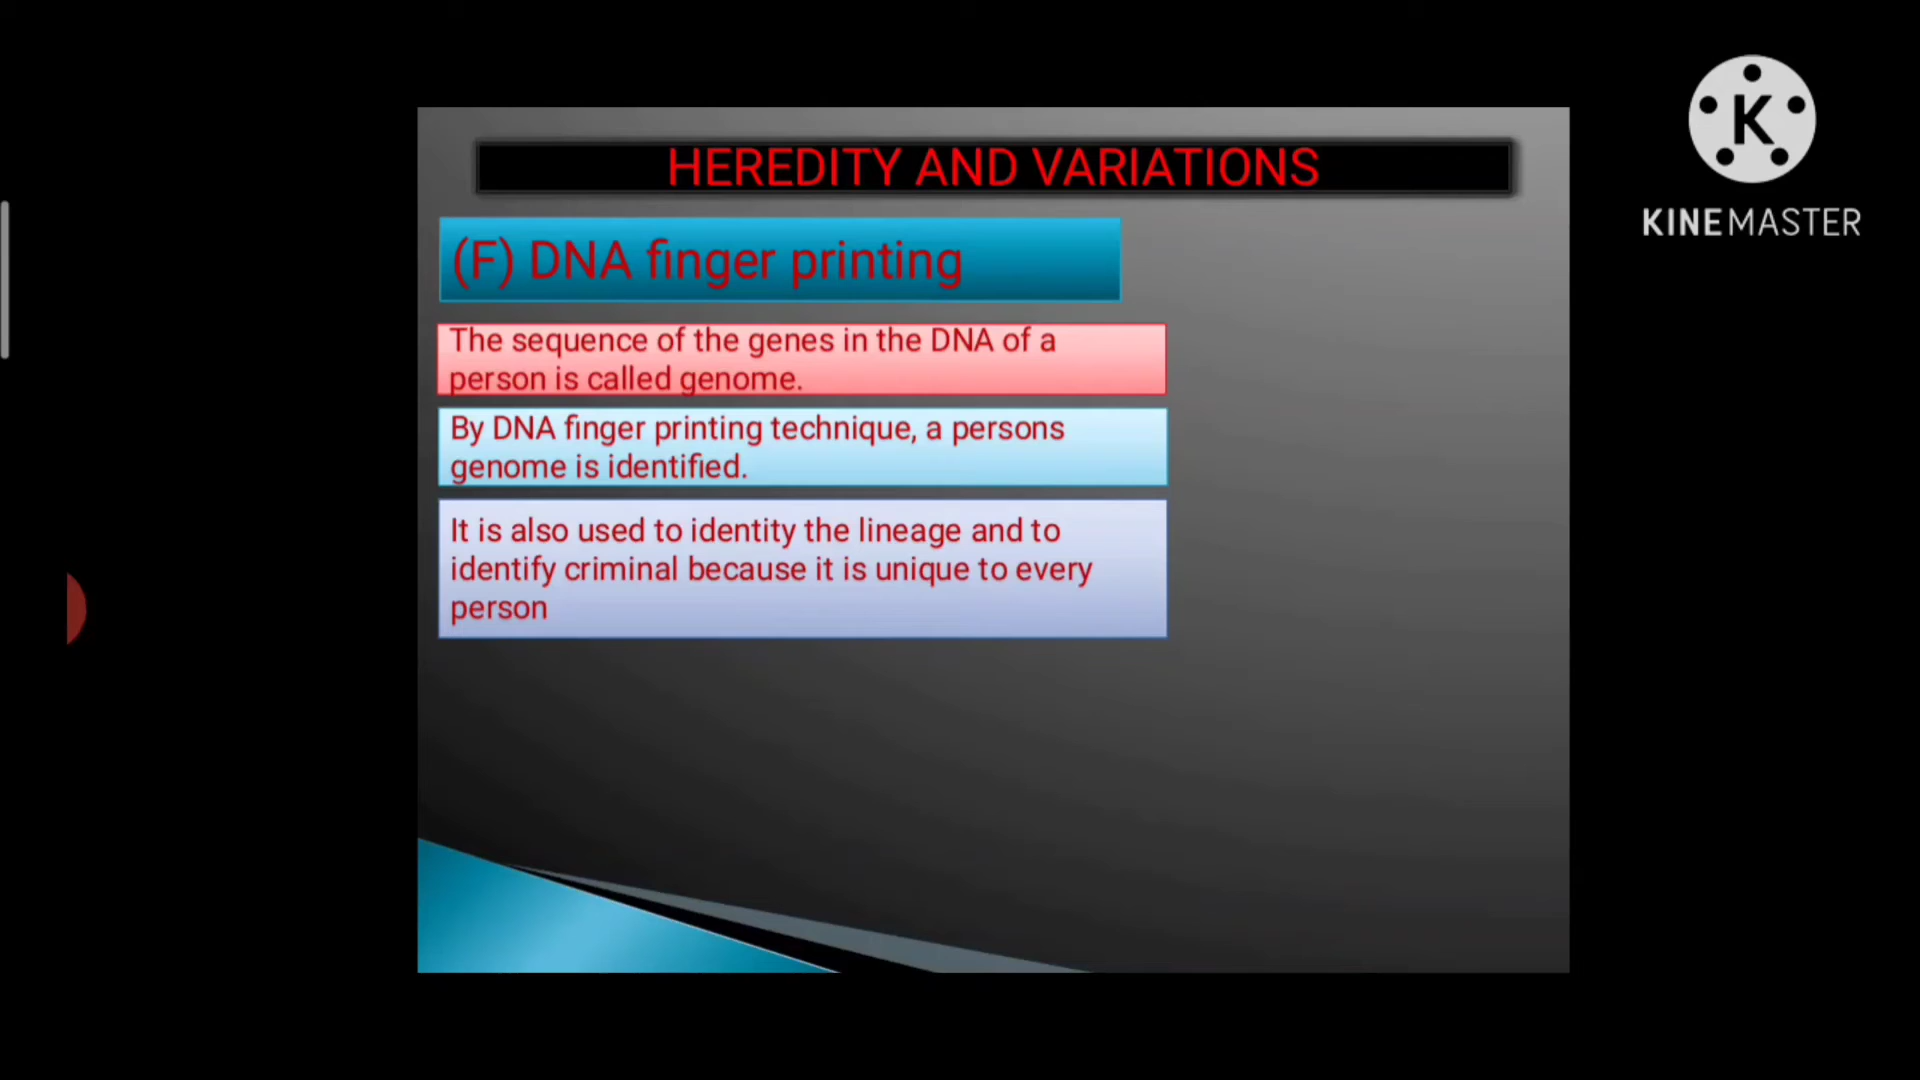 HEREDITY AND VARIATIONS
(F) DNA finger printing
The sequence of the genes in the DNA of a
person is called genome.
By DNA finger printing technique, a persons
genome is identified.
It is also used to identity the lineage and to
identify criminal because it is unique to every
person
K
KINEMASTER